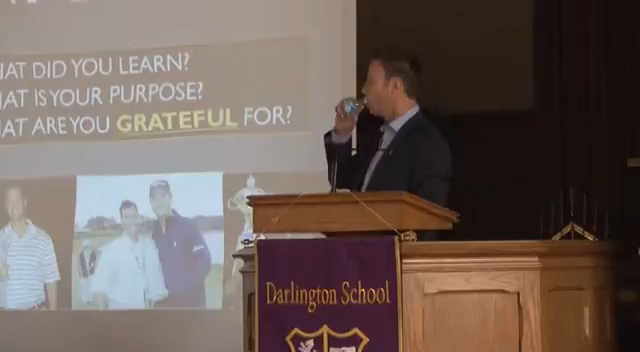 AT DID YOU LEARN?
AT IS YOUR PURPOSE?
AT ARE YOU GRATEFUL FOR?
Darlington School